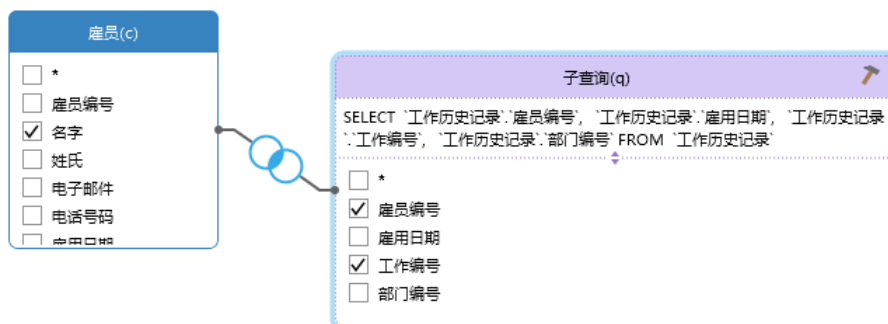 雇员(c)
*
雇员编号
名字
姓氏
电子邮件
电话号码
雇用日期
子查询(q)
SELECT `工作历史记录`.`雇员编号`, `工作历史记录`.`雇用日期`, `工作历史记录
`.`工作编号`, `工作历史记录`.`部门编号` FROM `工作历史记录`
*
雇员编号
雇用日期
工作编号
部门编号